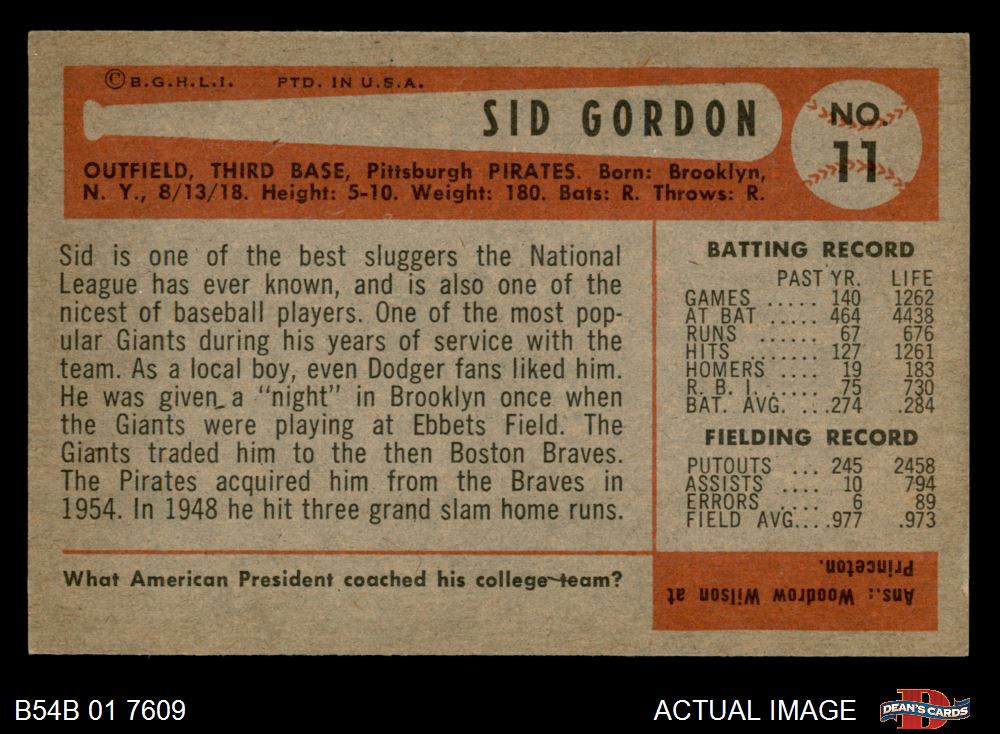 ©B.G.H.L.I. PTD. IN U.S.A.
SID GORDON
NO.
11
OUTFIELD, THIRD BASE, Pittsburgh PIRATES. Born: Brooklyn,
N. Y., 8/13/18. Height: 5-10. Weight: 180. Bats: R. Throws: R.
Sid is one of the best sluggers the National
League has ever known, and is also one of the
nicest of baseball players. One of the most pop-
ular Giants during his years of service with the
team. As a local boy, even Dodger fans liked him.
He was given a "night" in Brooklyn once when
the Giants were playing at Ebbets Field. The
Giants traded him to the then Boston Braves.
The Pirates acquired him from the Braves in
1954. In 1948 he hit three grand slam home runs.
BATTING RECORD
PAST YR. LIFE
GAMES ..... 140 1262
AT BAT ..... 464 4438
RUNS ...... 67 676
HITS ....... 127 1261
HOMERS .... 19 183
R. B. I. ..... 75 730
BAT. AVG. ...274 .284
FIELDING RECORD
PUTOUTS ... 245 2458
ASSISTS .... 10 794
ERRORS ..... 6 89
FIELD AVG....977 .973
What American President coached his college team?
Ans.: Woodrow Wilson at
Princeton.
B54B 01 7609
ACTUAL IMAGE
DEAN'S CARDS